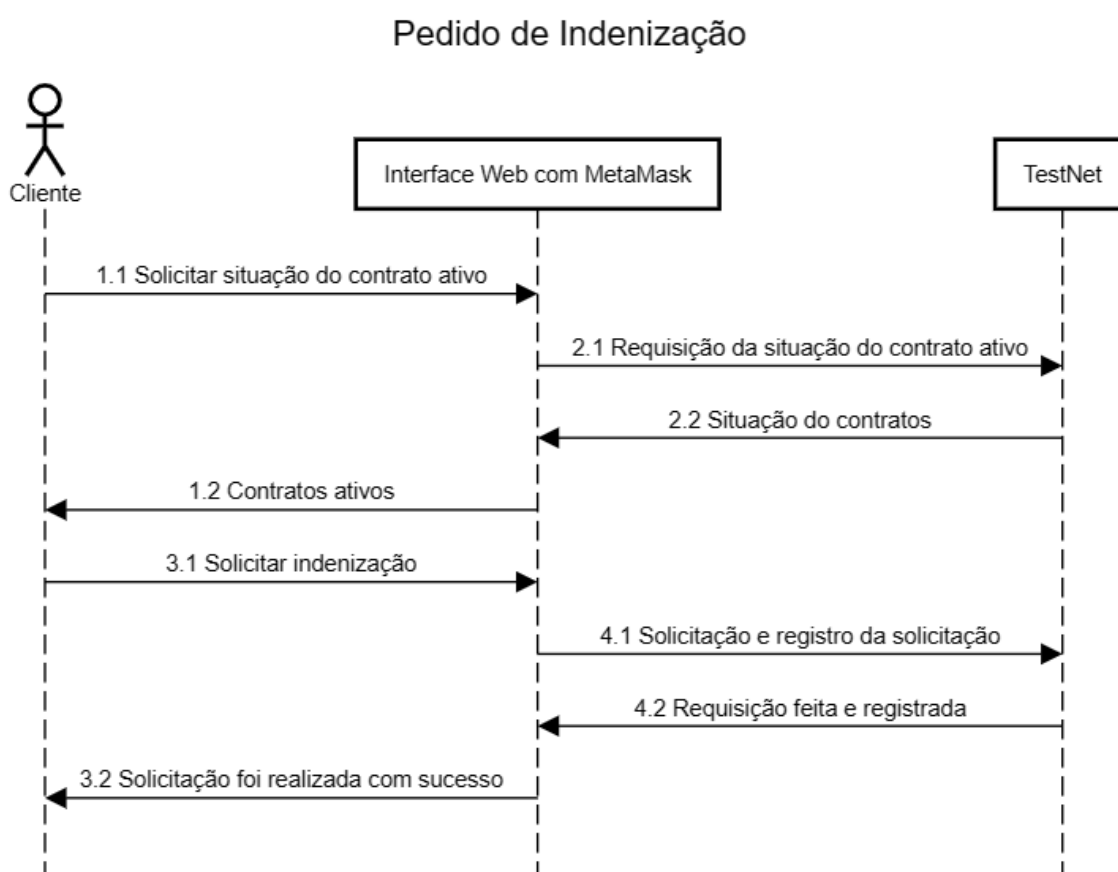 Pedido de Indenização
Cliente
Interface Web com MetaMask
TestNet
1.1 Solicitar situação do contrato ativo
2.1 Requisição da situação do contrato ativo
2.2 Situação do contratos
1.2 Contratos ativos
3.1 Solicitar indenização
4.1 Solicitação e registro da solicitação
4.2 Requisição feita e registrada
3.2 Solicitação foi realizada com sucesso